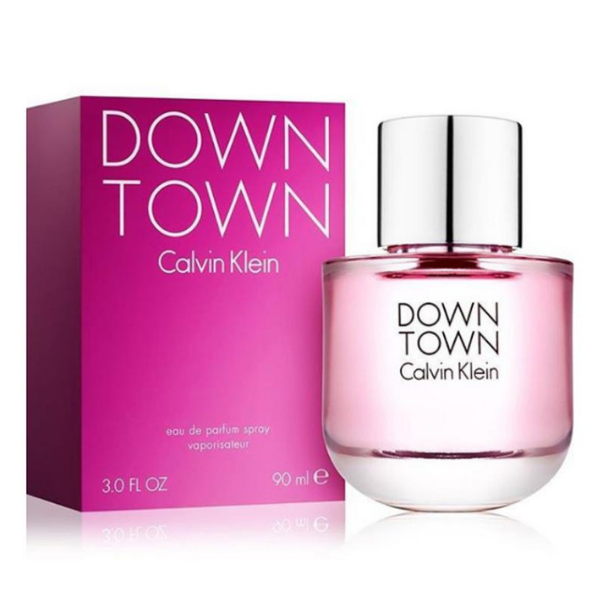 DOWN
TOWN
Calvin Klein
eau de parfum spray
vaporisateur
3.0 FL OZ
90 ml e
DOWN
TOWN
Calvin Klein